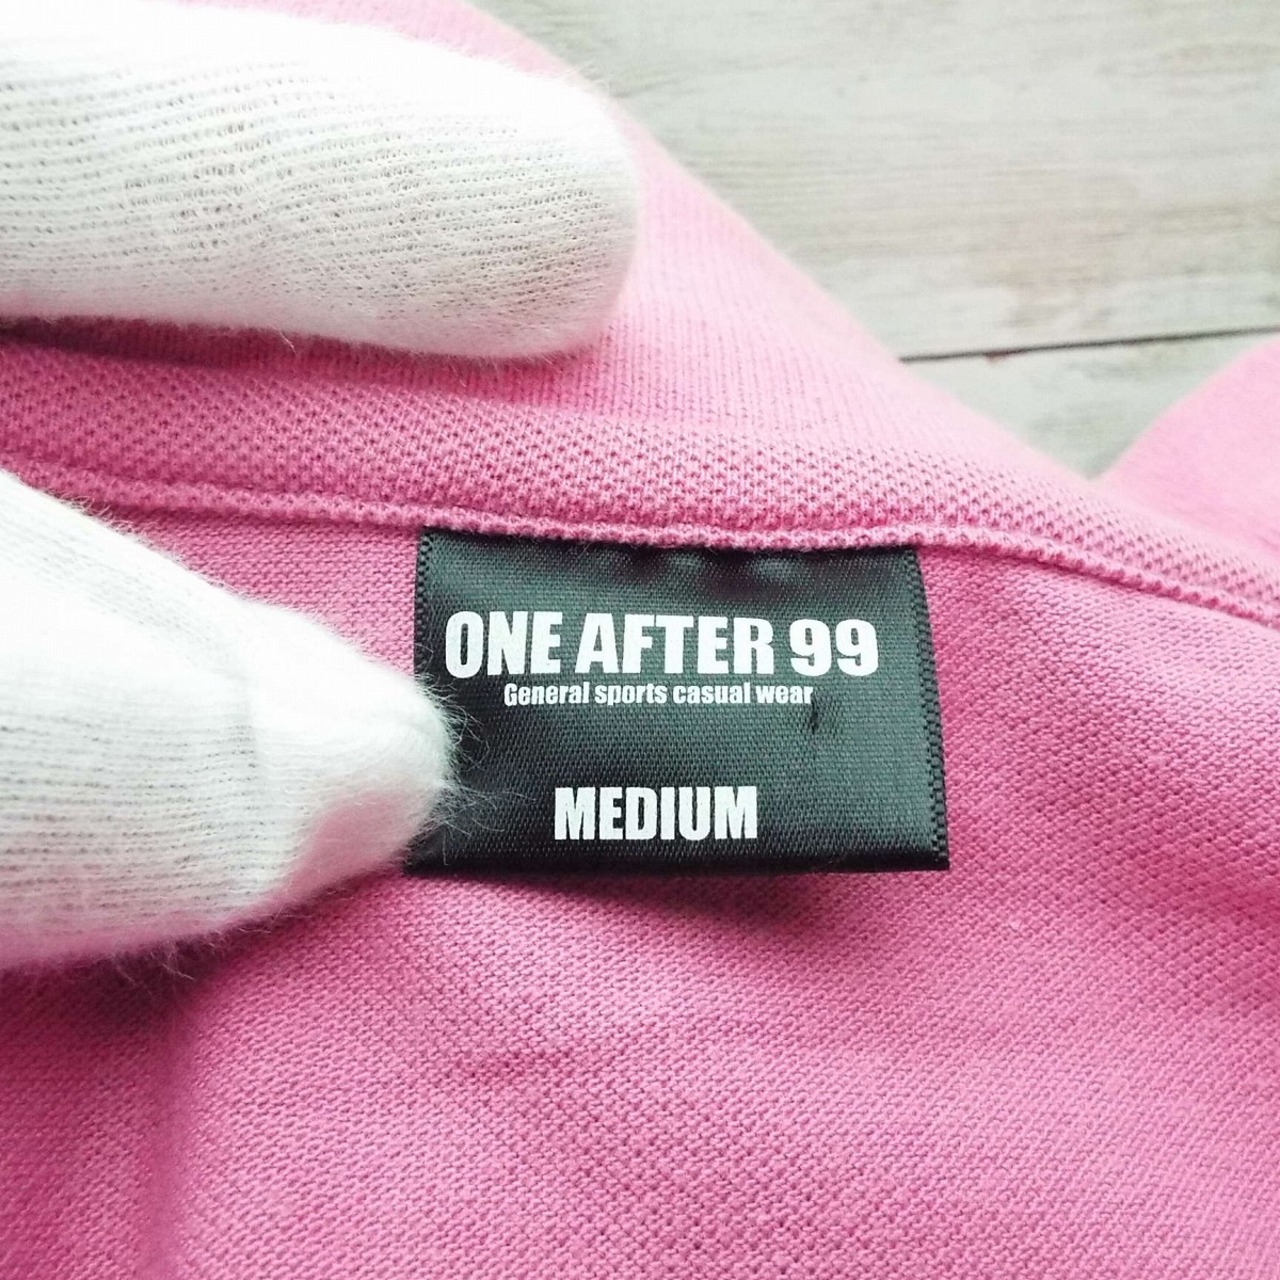 ONE AFTER 99
General sports casual wear
MEDIUM